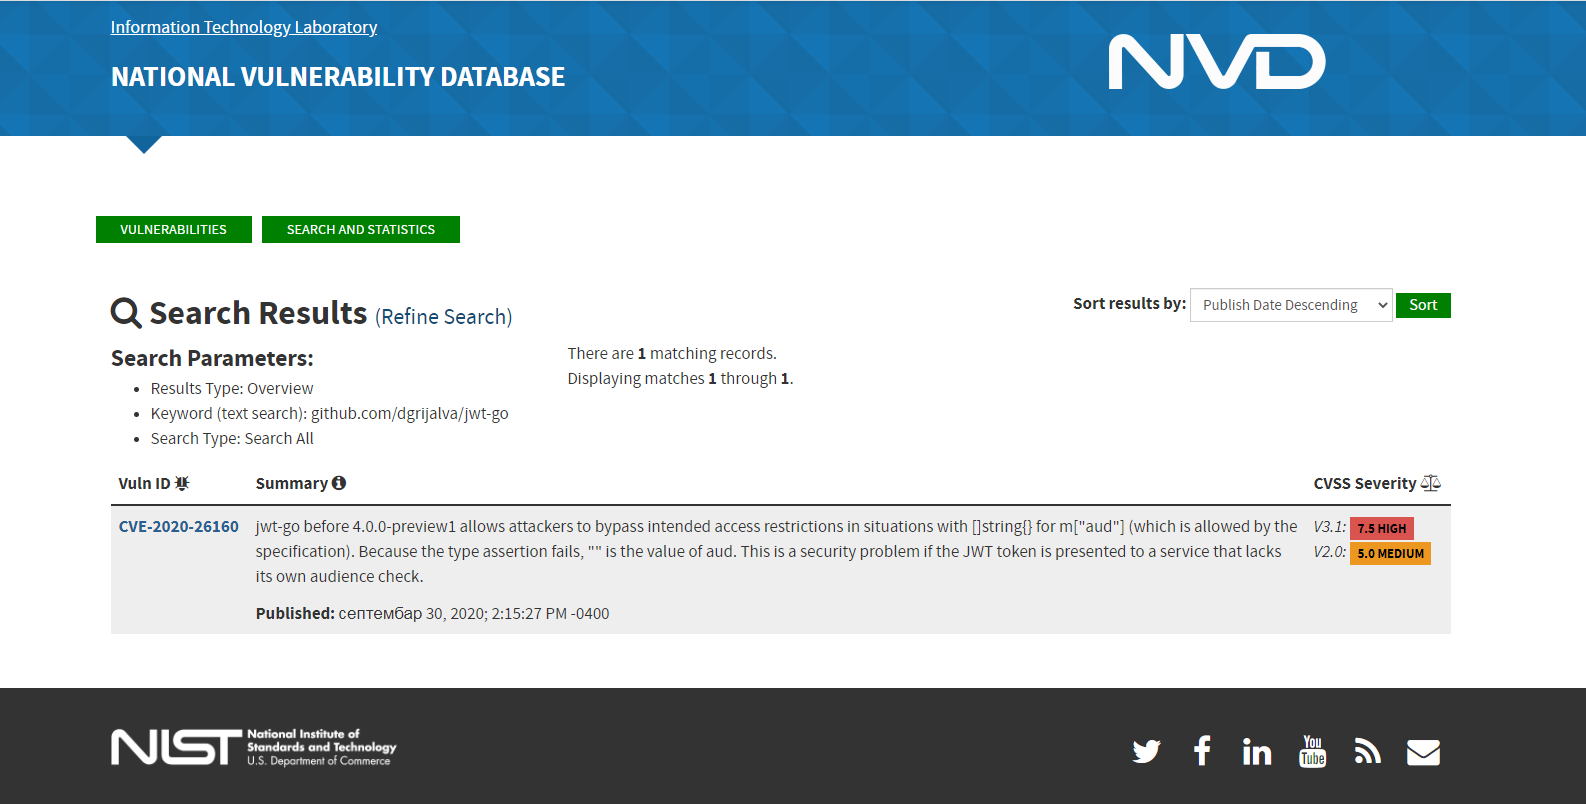 Information Technology Laboratory
NATIONAL VULNERABILITY DATABASE
NVD
VULNERABILITIES
SEARCH AND STATISTICS
Search Results (Refine Search)
Sort results by: Publish Date Descending Sort
Search Parameters:
Results Type: Overview
Keyword (text search): github.com/dgrijalva/jwt-go
Search Type: Search All
There are 1 matching records.
Displaying matches 1 through 1.
Vuln ID Summary CVSS Severity
CVE-2020-26160
jwt-go before 4.0.0-preview1 allows attackers to bypass intended access restrictions in situations with []string{} for m["aud"] (which is allowed by the
specification). Because the type assertion fails, "" is the value of aud. This is a security problem if the JWT token is presented to a service that lacks
its own audience check.
Published: септембар 30, 2020; 2:15:27 PM -0400
V3.1: 7.5 HIGH
V2.0: 5.0 MEDIUM
NIST
National Institute of
Standards and Technology
U.S. Department of Commerce
You
Tube